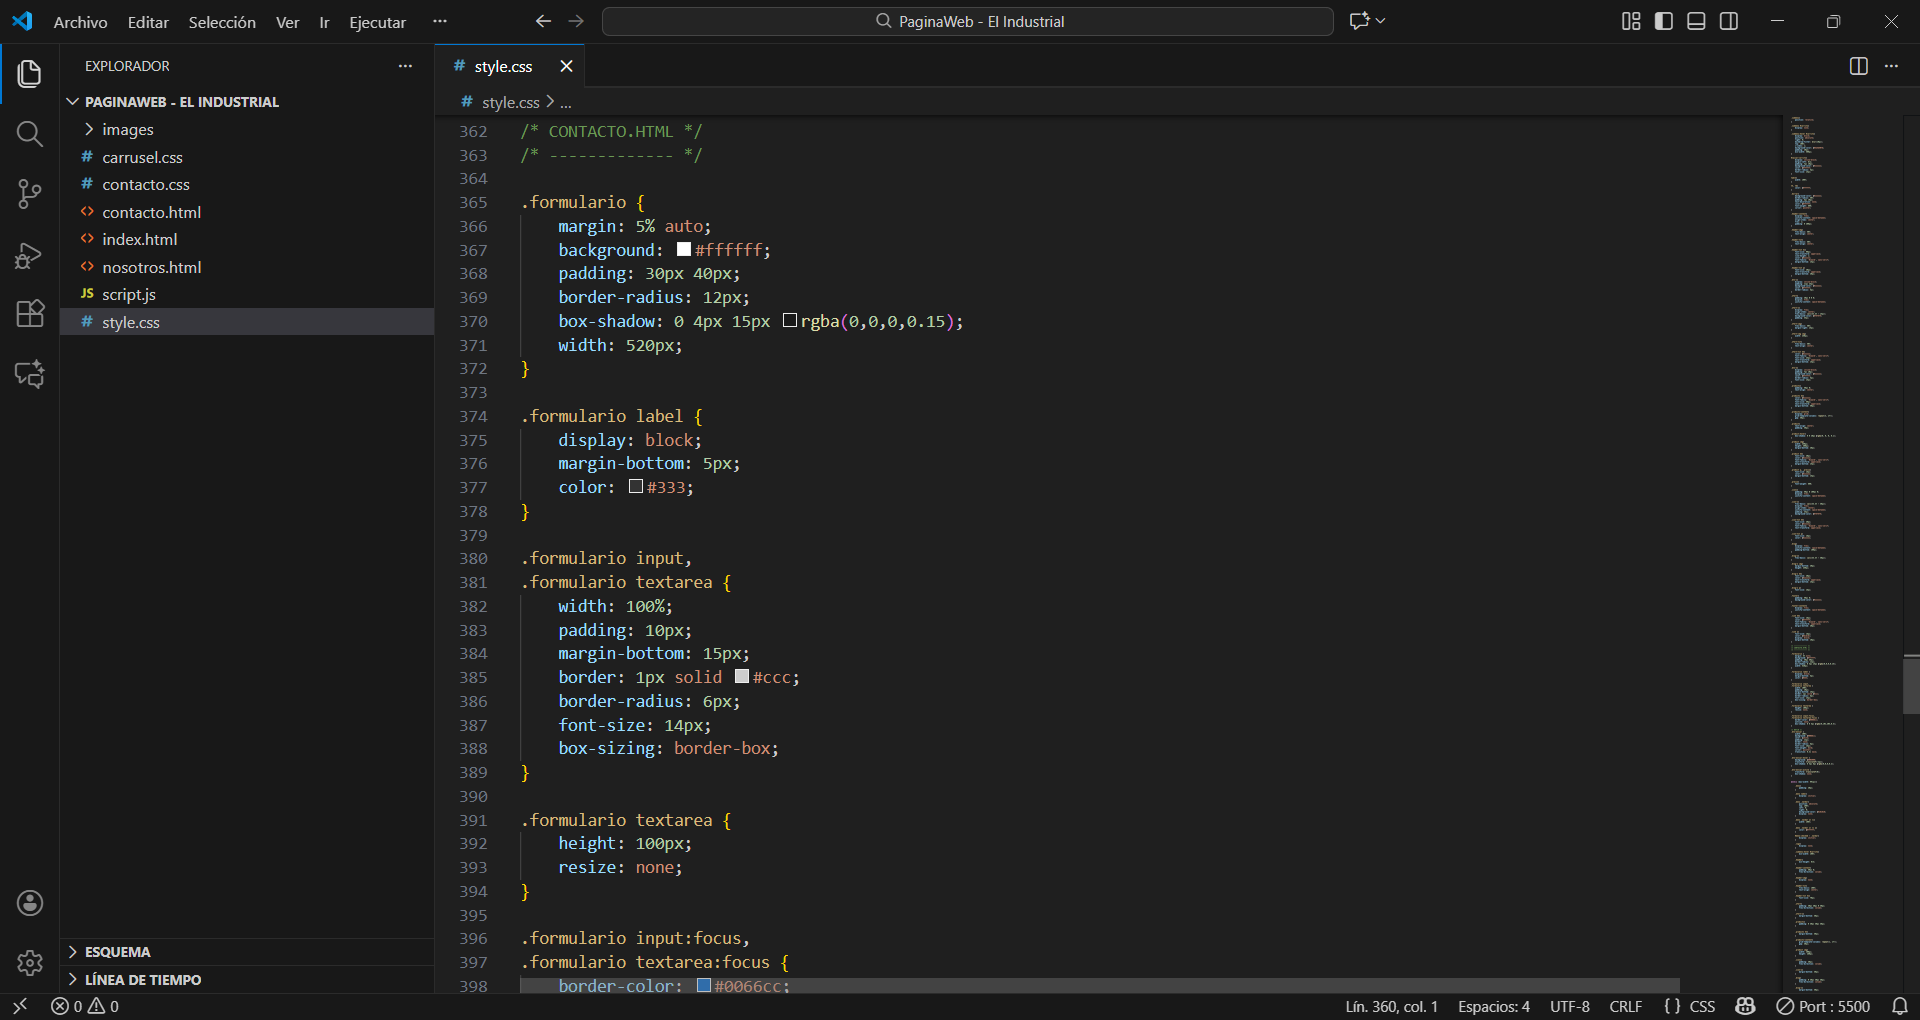 Archivo Editar Selección Ver Ir Ejecutar ···
PaginaWeb - El Industrial
EXPLORADOR
PAGINAWEB - EL INDUSTRIAL
images
# carrusel.css
# contacto.css
<> contacto.html
<> index.html
<> nosotros.html
JS script.js
# style.css
ESQUEMA
LÍNEA DE TIEMPO
# style.css
# style.css > ...
362 /* CONTACTO.HTML */
363 /* ------------- */
364
365 .formulario {
366 margin: 5% auto;
367 background: #ffffff;
368 padding: 30px 40px;
369 border-radius: 12px;
370 box-shadow: 0 4px 15px rgba(0,0,0,0.15);
371 width: 520px;
372 }
373
374 .formulario label {
375 display: block;
376 margin-bottom: 5px;
377 color: #333;
378 }
379
380 .formulario input,
381 .formulario textarea {
382 width: 100%;
383 padding: 10px;
384 margin-bottom: 15px;
385 border: 1px solid #ccc;
386 border-radius: 6px;
387 font-size: 14px;
388 box-sizing: border-box;
389 }
390
391 .formulario textarea {
392 height: 100px;
393 resize: none;
394 }
395
396 .formulario input:focus,
397 .formulario textarea:focus {
398 border-color: #0066cc;
0 0
Lín. 360, col. 1 Espacios: 4 UTF-8 CRLF { } CSS Port : 5500